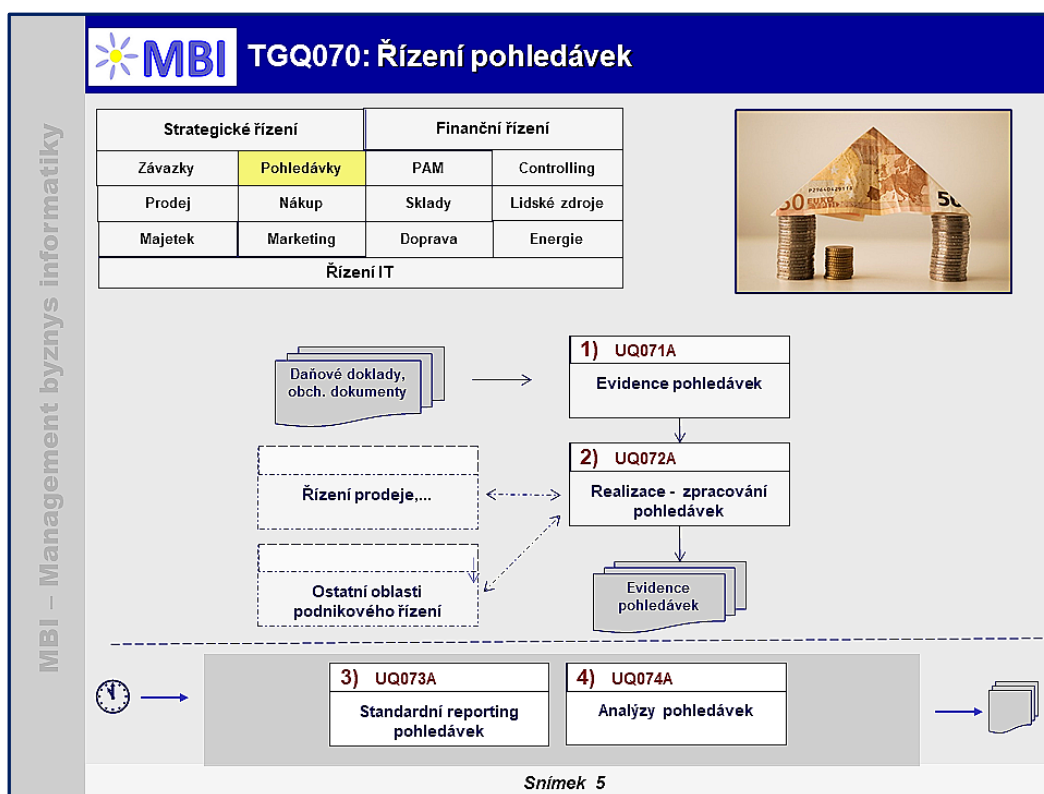 MBI – Management byznys informatiky
MBI
TGQ070: Řízení pohledávek
Strategické řízení
Finanční řízení
Závazky
Pohledávky
PAM
Controlling
Prodej
Nákup
Sklady
Lidské zdroje
Majetek
Marketing
Doprava
Energie
Řízení IT
Daňové doklady,
obch. dokumenty
1) UQ071A
Evidence pohledávek
2) UQ072A
Realizace - zpracování
pohledávek
Řízení prodeje,...
Ostatní oblasti
podnikového řízení
Evidence
pohledávek
3) UQ073A
Standardní reporting
pohledávek
4) UQ074A
Analýzy pohledávek
Snímek 5